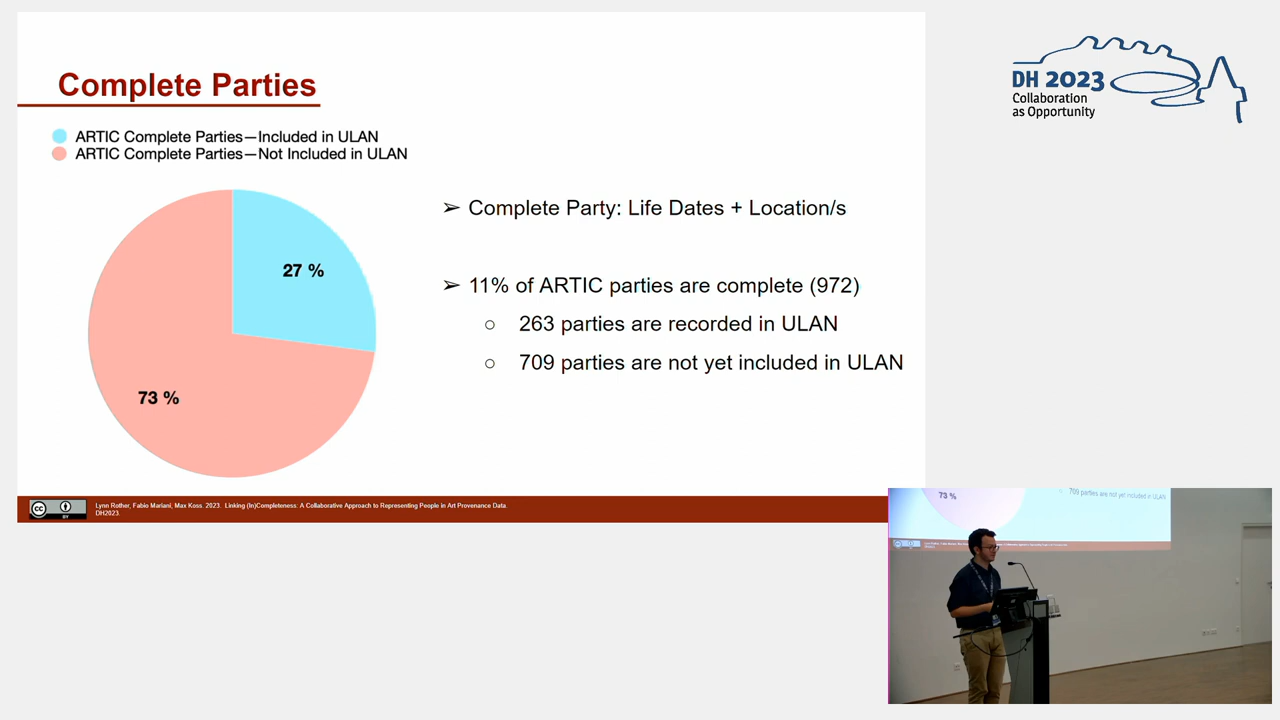 Complete Parties
ARTIC Complete Parties—Included in ULAN
ARTIC Complete Parties—Not Included in ULAN
27 %
73 %
➢ Complete Party: Life Dates + Location/s
➢ 11% of ARTIC parties are complete (972)
○ 263 parties are recorded in ULAN
○ 709 parties are not yet included in ULAN
cc
BY
Lynn Rother, Fabio Mariani, Max Koss. 2023. Linking (In)Completeness: A Collaborative Approach to Representing People in Art Provenance Data.
DH2023.
DH 2023
Collaboration
as Opportunity
73 %
709 parties are not yet included in ULAN